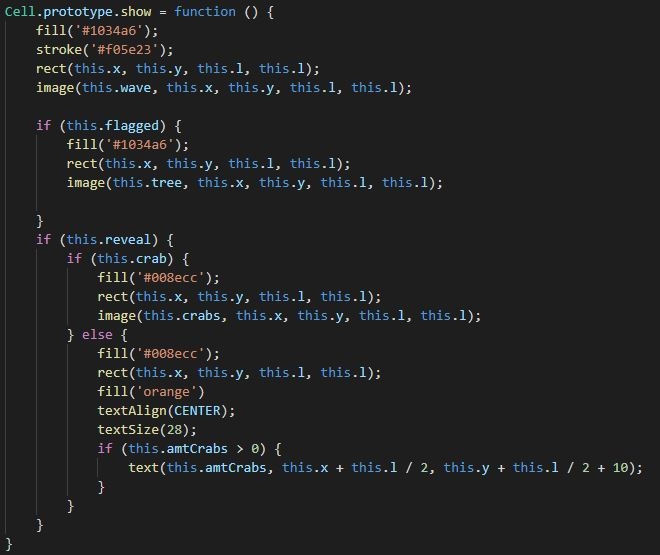 Cell.prototype.show = function () {
    fill('#1034a6');
    stroke('#f05e23');
    rect(this.x, this.y, this.l, this.l);
    image(this.wave, this.x, this.y, this.l, this.l);

    if (this.flagged) {
        fill('#1034a6');
        rect(this.x, this.y, this.l, this.l);
        image(this.tree, this.x, this.y, this.l, this.l);

    }
    if (this.reveal) {
        if (this.crab) {
            fill('#008ecc');
            rect(this.x, this.y, this.l, this.l);
            image(this.crabs, this.x, this.y, this.l, this.l);
        } else {
            fill('#008ecc');
            rect(this.x, this.y, this.l, this.l);
            fill('orange')
            textAlign(CENTER);
            textSize(28);
            if (this.amtCrabs > 0) {
                text(this.amtCrabs, this.x + this.l / 2, this.y + this.l / 2 + 10);
            }
        }
    }
}